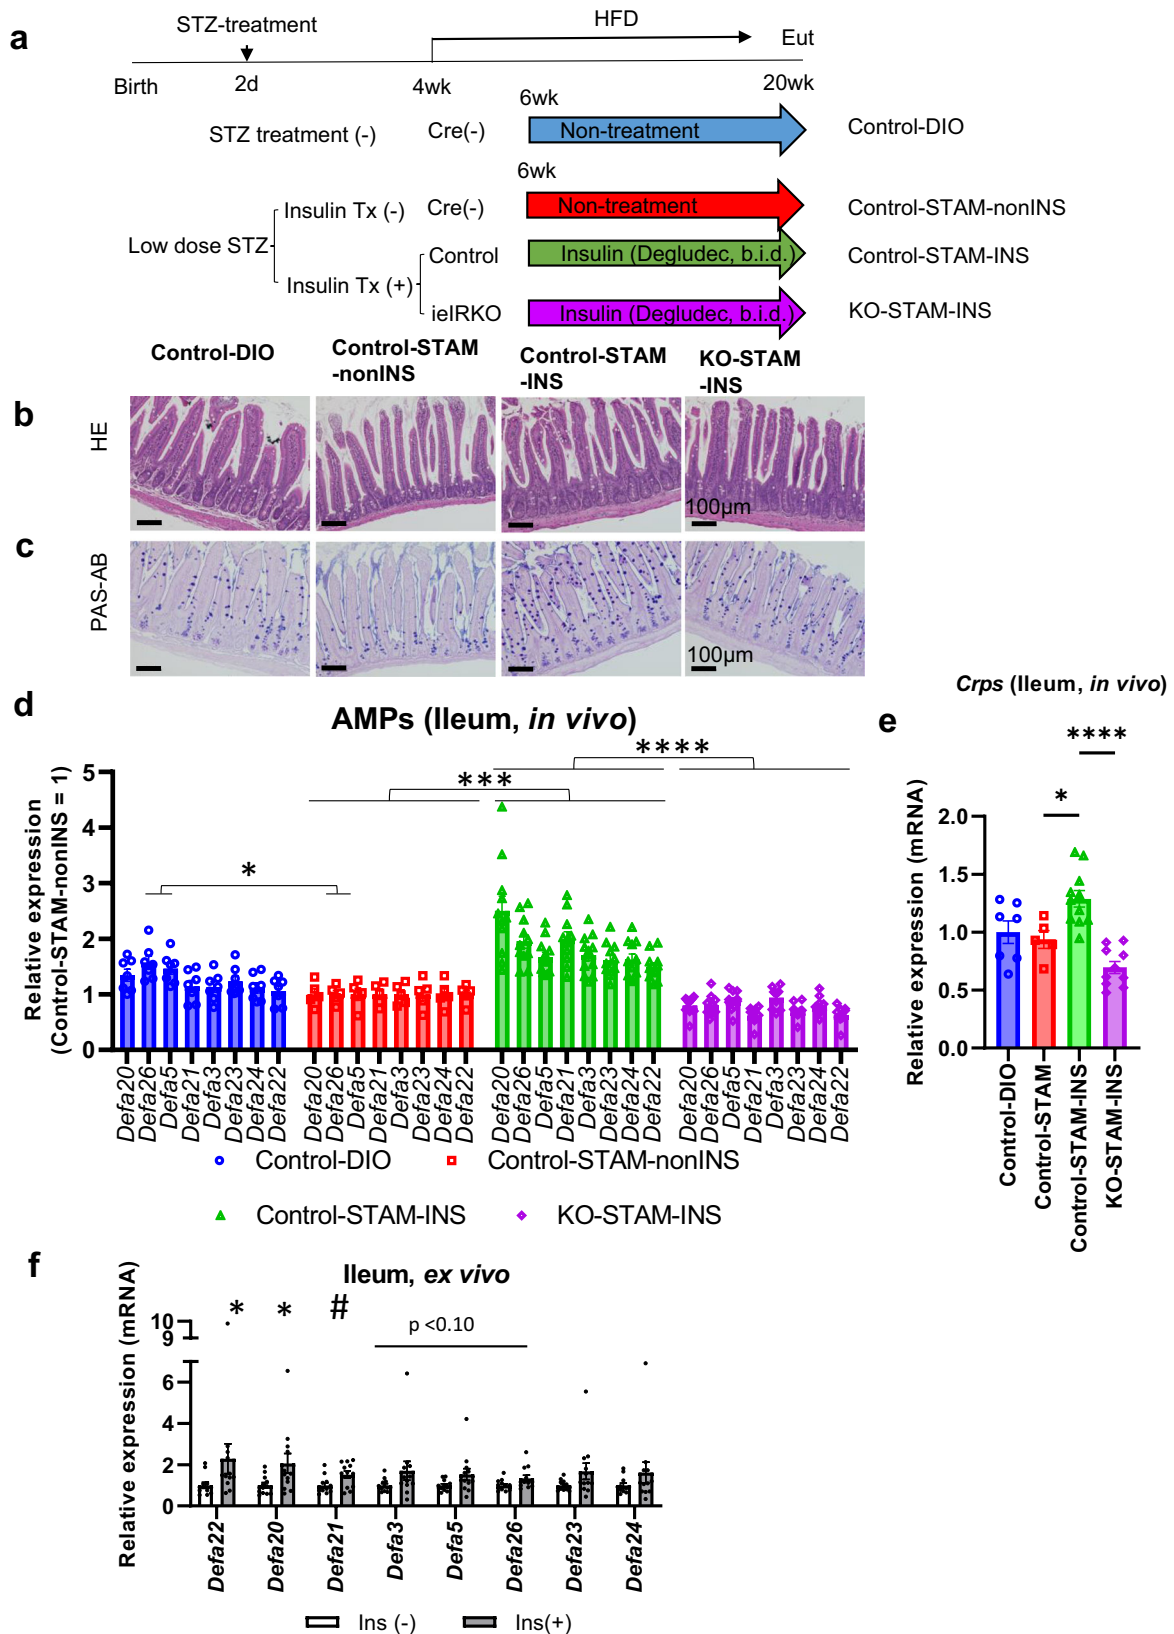 a
STZ-treatment
HFD
Eut
Birth
2d
4wk
20wk
6wk
STZ treatment (-)
Cre(-)
Non-treatment
Control-DIO
6wk
Insulin Tx (-)
Cre(-)
Non-treatment
Control-STAM-nonINS
Low dose STZ
Control
Insulin (Degludec, b.i.d.)
Control-STAM-INS
Insulin Tx (+)
ieIRKO
Insulin (Degludec, b.i.d.)
KO-STAM-INS
Control-DIO
Control-STAM
-nonINS
Control-STAM
-INS
KO-STAM
-INS
b
HE
100μm
c
PAS-AB
100μm
d
AMPs (Ileum, in vivo)
Relative expression
(Control-STAM-nonINS = 1)
5
4
3
2
1
0
*
***
****
Defa20
Defa26
Defa5
Defa21
Defa3
Defa23
Defa24
Defa22
Defa20
Defa26
Defa5
Defa21
Defa3
Defa23
Defa24
Defa22
Defa20
Defa26
Defa5
Defa21
Defa3
Defa23
Defa24
Defa22
Defa20
Defa26
Defa5
Defa21
Defa3
Defa23
Defa24
Defa22
Control-DIO
Control-STAM-nonINS
Control-STAM-INS
KO-STAM-INS
e
Crps (Ileum, in vivo)
****
*
Relative expression (mRNA)
2.0
1.5
1.0
0.5
0.0
Control-DIO
Control-STAM
Control-STAM-INS
KO-STAM-INS
f
Ileum, ex vivo
Relative expression (mRNA)
10
9
6
4
2
0
*
*
#
p <0.10
Defa22
Defa20
Defa21
Defa3
Defa5
Defa26
Defa23
Defa24
Ins (-)
Ins(+)